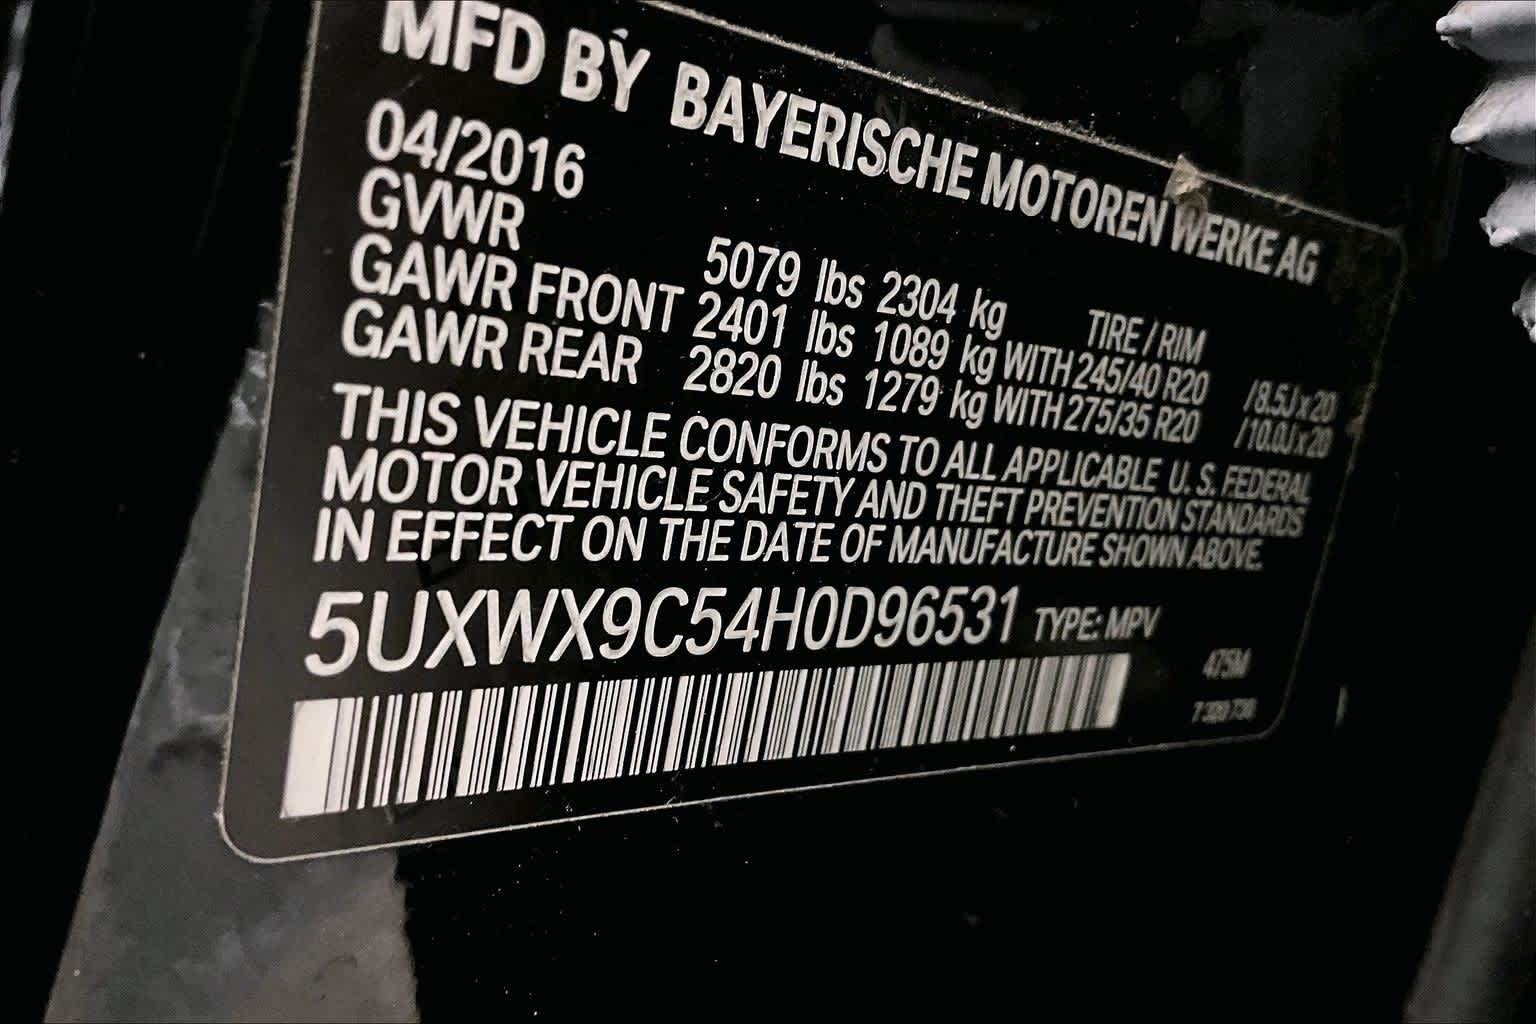 MFD BY BAYERISCHE MOTOREN WERKE AG
04/2016
GVWR 5079 lbs 2304 kg TIRE / RIM
GAWR FRONT 2401 lbs 1089 kg WITH 245/40 R20 /8.5J x 20
GAWR REAR 2820 lbs 1279 kg WITH 275/35 R20 /10.0J x 20
THIS VEHICLE CONFORMS TO ALL APPLICABLE U. S. FEDERAL
MOTOR VEHICLE SAFETY AND THEFT PREVENTION STANDARDS
IN EFFECT ON THE DATE OF MANUFACTURE SHOWN ABOVE.
5UXWX9C54H0D96531 TYPE: MPV
475M